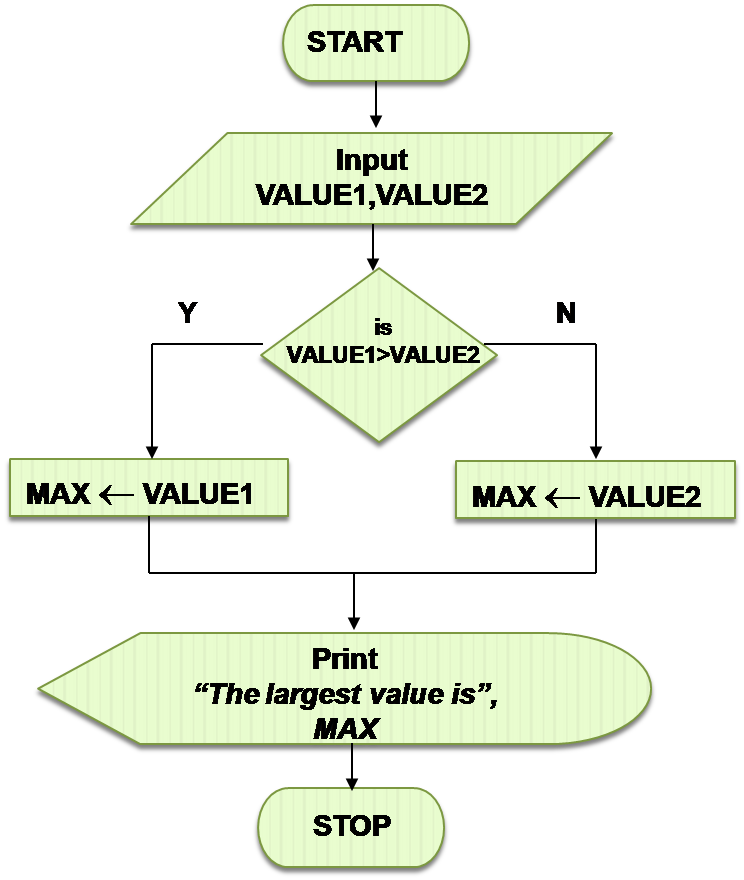 START
Input
VALUE1,VALUE2
Y
N
is
VALUE1>VALUE2
MAX ← VALUE1
MAX ← VALUE2
Print
“The largest value is”,
MAX
STOP